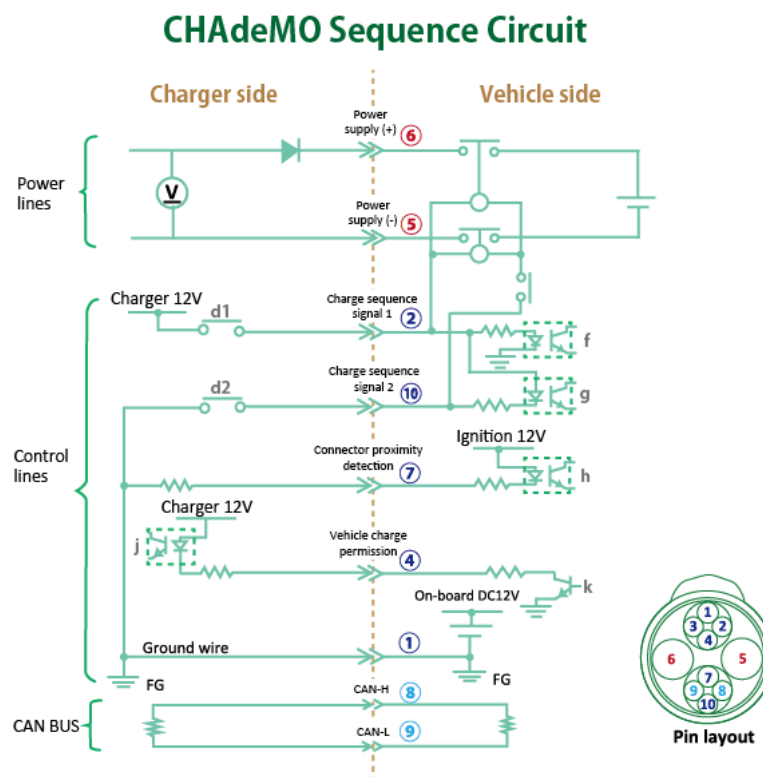 CHAdeMO Sequence Circuit
Charger side
Vehicle side
Power
supply (+)
6
Power
lines
V
Power
supply (-)
5
Charger 12V
d1
Charge sequence
signal 1
2
f
d2
Charge sequence
signal 2
10
g
Control
lines
Connector proximity
detection
7
Ignition 12V
h
Charger 12V
j
Vehicle charge
permission
4
k
On-board DC12V
Ground wire
1
FG
FG
CAN BUS
CAN-H
8
CAN-L
9
1
3
2
4
6
5
7
9
8
10
Pin layout